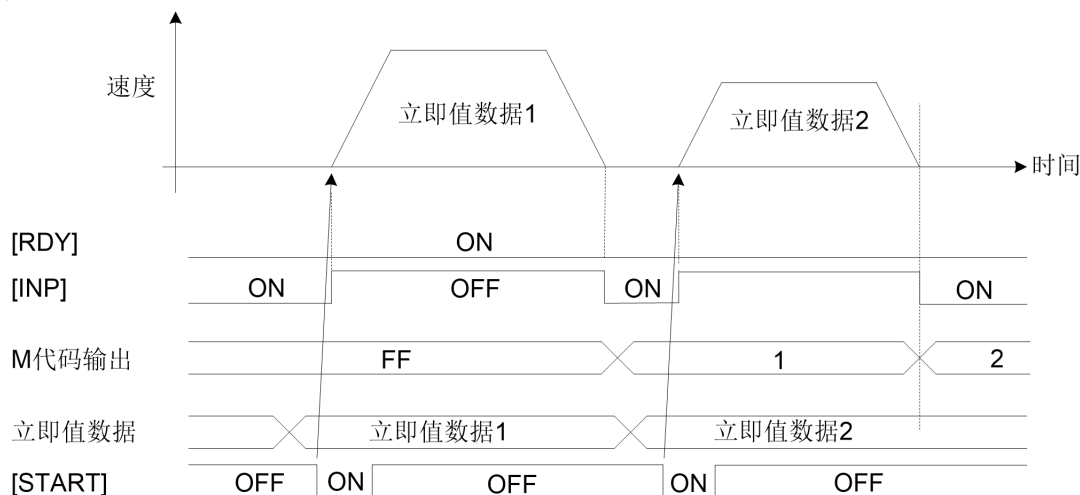 速度
立即值数据1
立即值数据2
时间
[RDY] ON
[INP] ON OFF ON ON
M代码输出 FF 1 2
立即值数据 立即值数据1 立即值数据2
[START] OFF ON OFF ON OFF